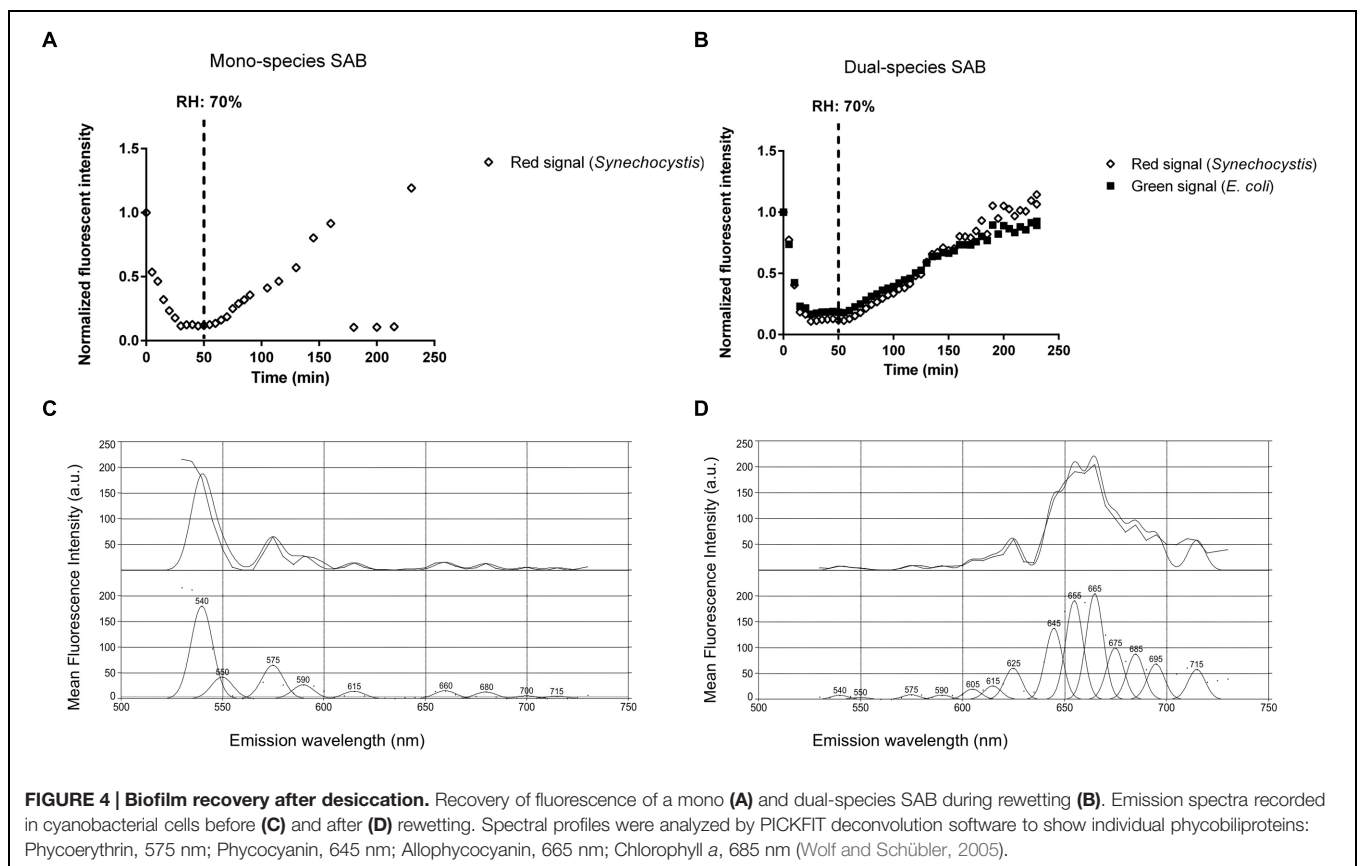 A
Mono-species SAB
RH: 70%
Normalized fluorescent intensity
1.5
1.0
0.5
0.0
0 50 100 150 200 250
Time (min)
Red signal (Synechocystis)
B
Dual-species SAB
RH: 70%
Normalized fluorescent intensity
1.5
1.0
0.5
0.0
0 50 100 150 200 250
Time (min)
Red signal (Synechocystis)
Green signal (E. coli)
C
Mean Fluorescence Intensity (a.u.)
250
200
150
100
50
200
150
100
50
0
540
550
575
590
615
660
680
700
715
500 550 600 650 700 750
Emission wavelength (nm)
D
Mean Fluorescence Intensity (a.u.)
250
200
150
100
50
200
150
100
50
0
540
550
575
590
605
615
625
645
655
665
675
685
695
715
500 550 600 650 700 750
Emission wavelength (nm)
FIGURE 4 | Biofilm recovery after desiccation. Recovery of fluorescence of a mono (A) and dual-species SAB during rewetting (B). Emission spectra recorded
in cyanobacterial cells before (C) and after (D) rewetting. Spectral profiles were analyzed by PICKFIT deconvolution software to show individual phycobiliproteins:
Phycoerythrin, 575 nm; Phycocyanin, 645 nm; Allophycocyanin, 665 nm; Chlorophyll a, 685 nm (Wolf and Schübler, 2005).